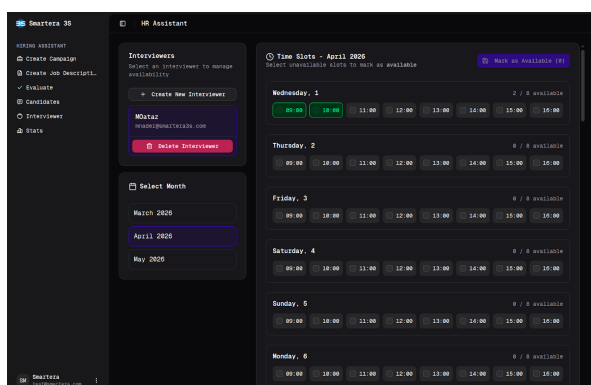 3S Smartera 3S
HIRING ASSISTANT
Create Campaign
Create Job Descripti…
Evaluate
Candidates
Interviewer
Stats
SM Smartera
HR Assistant
Interviewers
Select an interviewer to manage
availability
+ Create New Interviewer
MOataz
mnader@smartera3s.com
Delete Interviewer
Select Month
March 2026
April 2026
May 2026
Time Slots - April 2026
Select unavailable slots to mark as available
Mark as Available (0)
Wednesday, 1 2 / 8 available
09:00 10:00 11:00 12:00 13:00 14:00 15:00 16:00
Thursday, 2 0 / 8 available
09:00 10:00 11:00 12:00 13:00 14:00 15:00 16:00
Friday, 3 0 / 8 available
09:00 10:00 11:00 12:00 13:00 14:00 15:00 16:00
Saturday, 4 0 / 8 available
09:00 10:00 11:00 12:00 13:00 14:00 15:00 16:00
Sunday, 5 0 / 8 available
09:00 10:00 11:00 12:00 13:00 14:00 15:00 16:00
Monday, 6 0 / 8 available
09:00 10:00 11:00 12:00 13:00 14:00 15:00 16:00